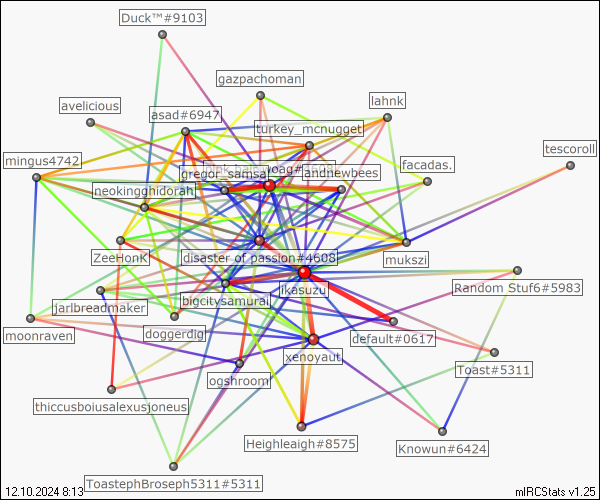 Duck™#9103
gazpachoman
avelicious
asad#6947
lahnk
turkey_mcnugget
tescoroll
mingus4742
gregor_samsa
andnewbees
facadas.
neokingghidorah
ZeeHonK
disaster of passion#4608
mukszi
jarlbreadmaker
bigcitysamurai
ikasuzu
Random Stuf6#5983
moonraven
doggerdig
default#0617
xenoyaut
Toast#5311
ogshroom
thiccusboiusalexusjoneus
Heighleigh#8575
Knowun#6424
ToastephBroseph5311#5311
12.10.2024 8:13
mIRCStats v1.25